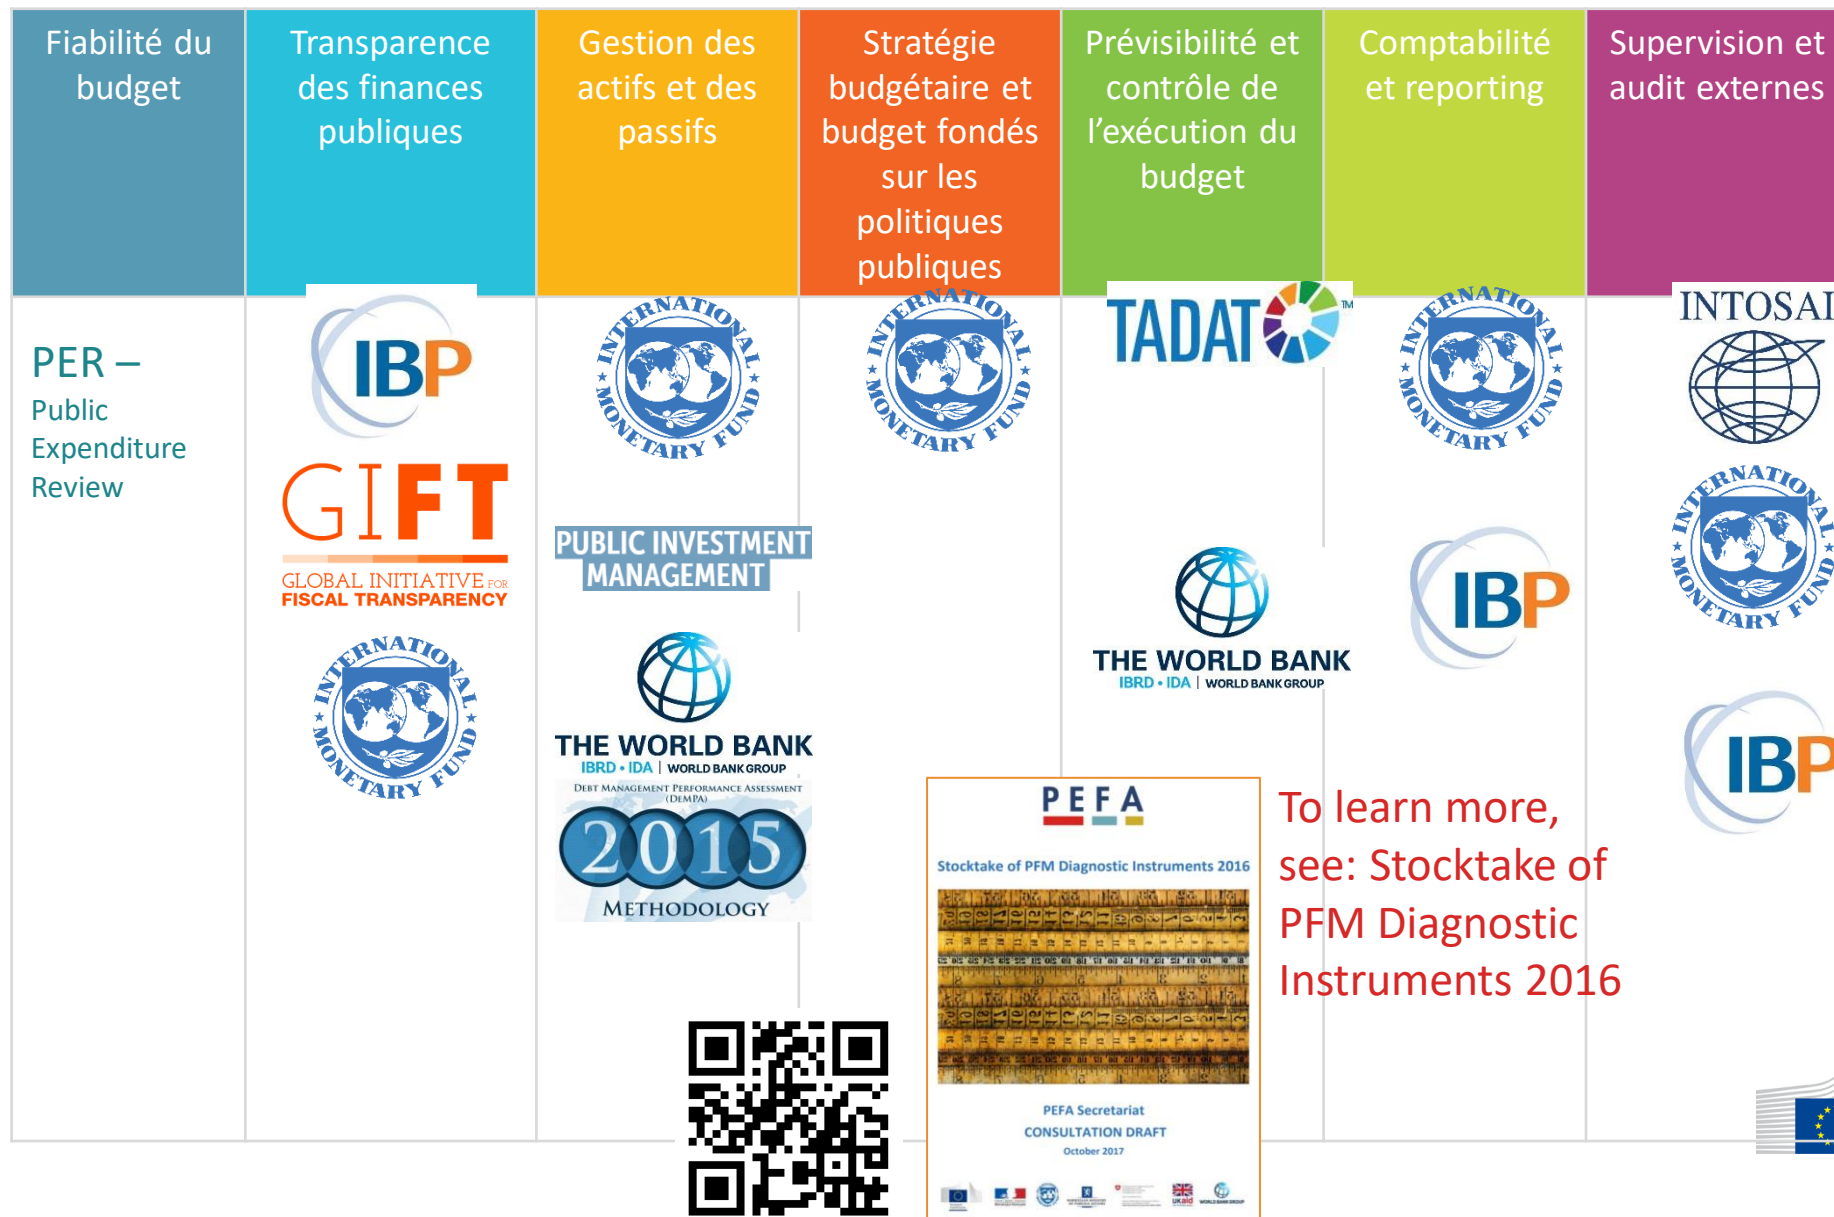 Fiabilité du
budget
Transparence
des finances
publiques
Gestion des
actifs et des
passifs
Stratégie
budgétaire et
budget fondés
sur les
politiques
publiques
Prévisibilité et
contrôle de
l’exécution du
budget
Comptabilité
et reporting
Supervision et
audit externes
PER –
Public
Expenditure
Review
IBP
GIFT
GLOBAL INITIATIVE FOR
FISCAL TRANSPARENCY
INTERNATIONAL MONETARY FUND
INTERNATIONAL MONETARY FUND
PUBLIC INVESTMENT
MANAGEMENT
THE WORLD BANK
IBRD • IDA | WORLD BANK GROUP
DEBT MANAGEMENT PERFORMANCE ASSESSMENT
(DEMPA)
2015
METHODOLOGY
INTERNATIONAL MONETARY FUND
TADAT TM
THE WORLD BANK
IBRD • IDA | WORLD BANK GROUP
INTERNATIONAL MONETARY FUND
IBP
INTOSAI
INTERNATIONAL MONETARY FUND
IBP
PEFA
Stocktake of PFM Diagnostic Instruments 2016
PEFA Secretariat
CONSULTATION DRAFT
October 2017
UKaid
WORLD BANK GROUP
To learn more,
see: Stocktake of
PFM Diagnostic
Instruments 2016